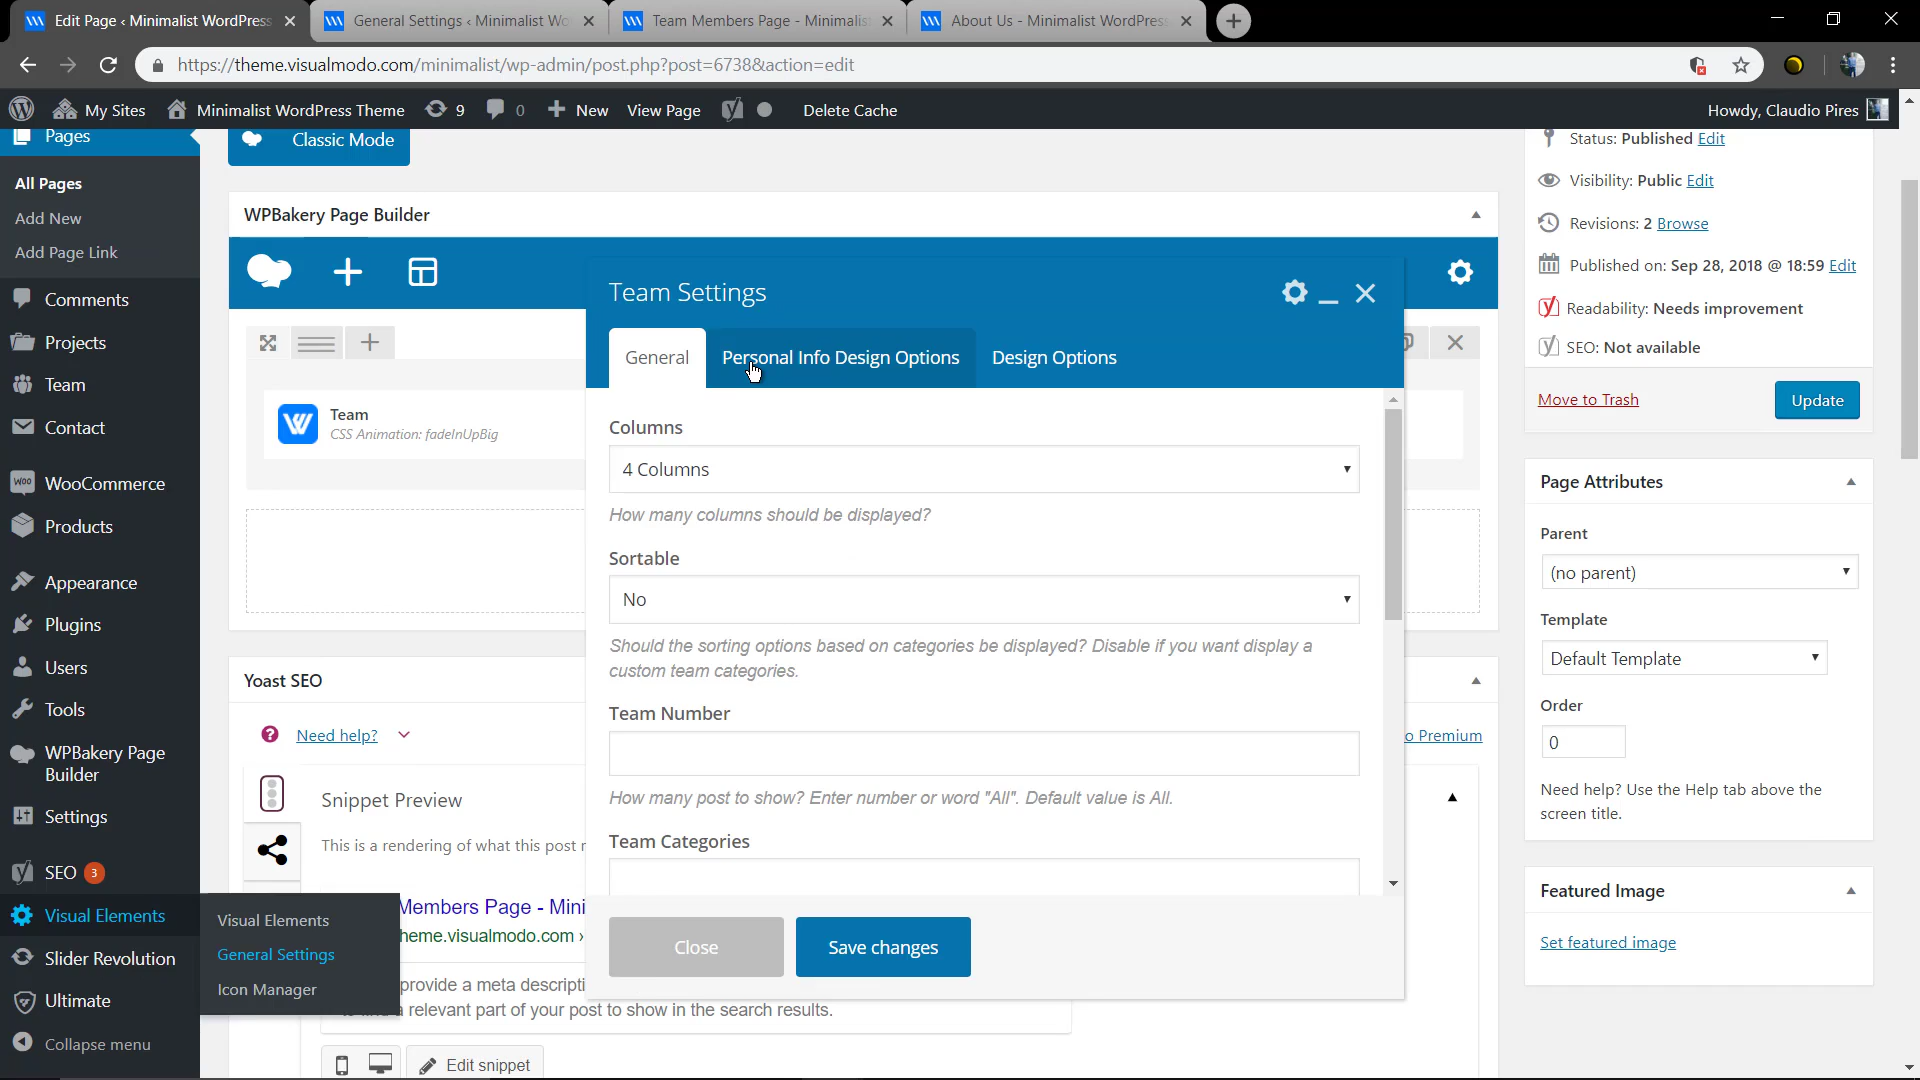 Edit Page ‹ Minimalist WordPress
General Settings ‹ Minimalist Wo
Team Members Page - Minimalis
About Us - Minimalist WordPress
https://theme.visualmodo.com/minimalist/wp-admin/post.php?post=6738&action=edit
My Sites
Minimalist WordPress Theme
9
0
New
View Page
Delete Cache
Howdy, Claudio Pires
Pages
All Pages
Add New
Add Page Link
Comments
Projects
Team
Contact
WooCommerce
Products
Appearance
Plugins
Users
Tools
WPBakery Page
Builder
Settings
SEO 3
Visual Elements
Slider Revolution
Ultimate
Collapse menu
Visual Elements
General Settings
Icon Manager
Classic Mode
WPBakery Page Builder
Team
CSS Animation: fadeInUpBig
Yoast SEO
Need help?
o Premium
Snippet Preview
This is a rendering of what this post
Members Page - Mini
heme.visualmodo.com ›
provide a meta descripti
a relevant part of your post to show in the search results.
Edit snippet
Team Settings
General
Personal Info Design Options
Design Options
Columns
4 Columns
How many columns should be displayed?
Sortable
No
Should the sorting options based on categories be displayed? Disable if you want display a
custom team categories.
Team Number
How many post to show? Enter number or word "All". Default value is All.
Team Categories
Close
Save changes
Status: Published Edit
Visibility: Public Edit
Revisions: 2 Browse
Published on: Sep 28, 2018 @ 18:59 Edit
Readability: Needs improvement
SEO: Not available
Move to Trash
Update
Page Attributes
Parent
(no parent)
Template
Default Template
Order
0
Need help? Use the Help tab above the
screen title.
Featured Image
Set featured image